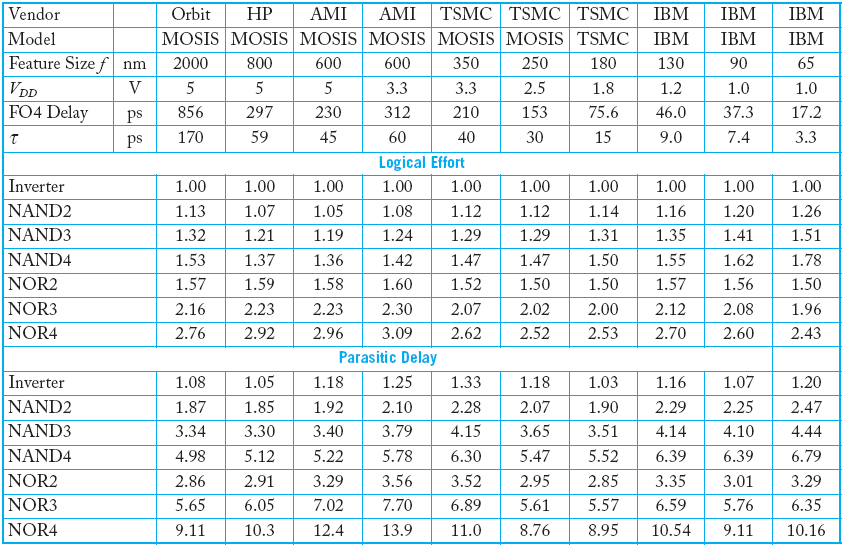 Vendor Orbit HP AMI AMI TSMC TSMC TSMC IBM IBM IBM
Model MOSIS MOSIS MOSIS MOSIS MOSIS MOSIS TSMC IBM IBM IBM
Feature Size f nm 2000 800 600 600 350 250 180 130 90 65
VDD V 5 5 5 3.3 3.3 2.5 1.8 1.2 1.0 1.0
FO4 Delay ps 856 297 230 312 210 153 75.6 46.0 37.3 17.2
τ ps 170 59 45 60 40 30 15 9.0 7.4 3.3
Logical Effort
Inverter 1.00 1.00 1.00 1.00 1.00 1.00 1.00 1.00 1.00 1.00
NAND2 1.13 1.07 1.05 1.08 1.12 1.12 1.14 1.16 1.20 1.26
NAND3 1.32 1.21 1.19 1.24 1.29 1.29 1.31 1.35 1.41 1.51
NAND4 1.53 1.37 1.36 1.42 1.47 1.47 1.50 1.55 1.62 1.78
NOR2 1.57 1.59 1.58 1.60 1.52 1.50 1.50 1.57 1.56 1.50
NOR3 2.16 2.23 2.23 2.30 2.07 2.02 2.00 2.12 2.08 1.96
NOR4 2.76 2.92 2.96 3.09 2.62 2.52 2.53 2.70 2.60 2.43
Parasitic Delay
Inverter 1.08 1.05 1.18 1.25 1.33 1.18 1.03 1.16 1.07 1.20
NAND2 1.87 1.85 1.92 2.10 2.28 2.07 1.90 2.29 2.25 2.47
NAND3 3.34 3.30 3.40 3.79 4.15 3.65 3.51 4.14 4.10 4.44
NAND4 4.98 5.12 5.22 5.78 6.30 5.47 5.52 6.39 6.39 6.79
NOR2 2.86 2.91 3.29 3.56 3.52 2.95 2.85 3.35 3.01 3.29
NOR3 5.65 6.05 7.02 7.70 6.89 5.61 5.57 6.59 5.76 6.35
NOR4 9.11 10.3 12.4 13.9 11.0 8.76 8.95 10.54 9.11 10.16